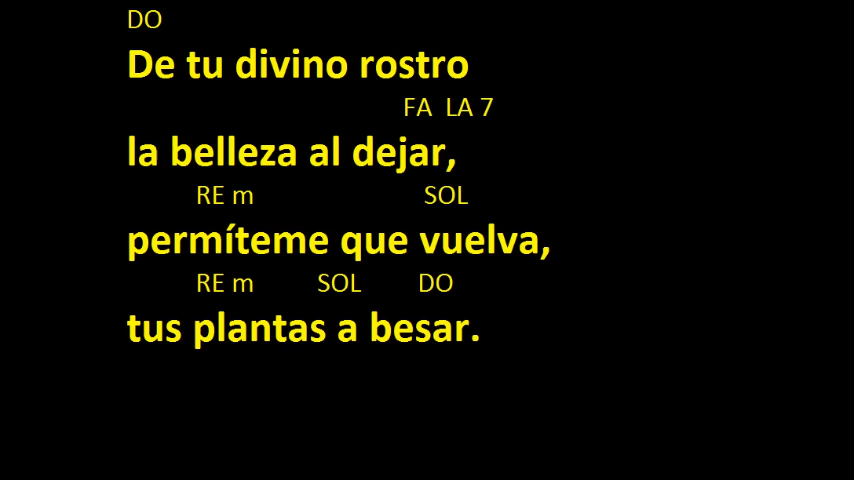 DO
De tu divino rostro
FA LA 7
la belleza al dejar,
RE m SOL
permíteme que vuelva,
RE m SOL DO
tus plantas a besar.